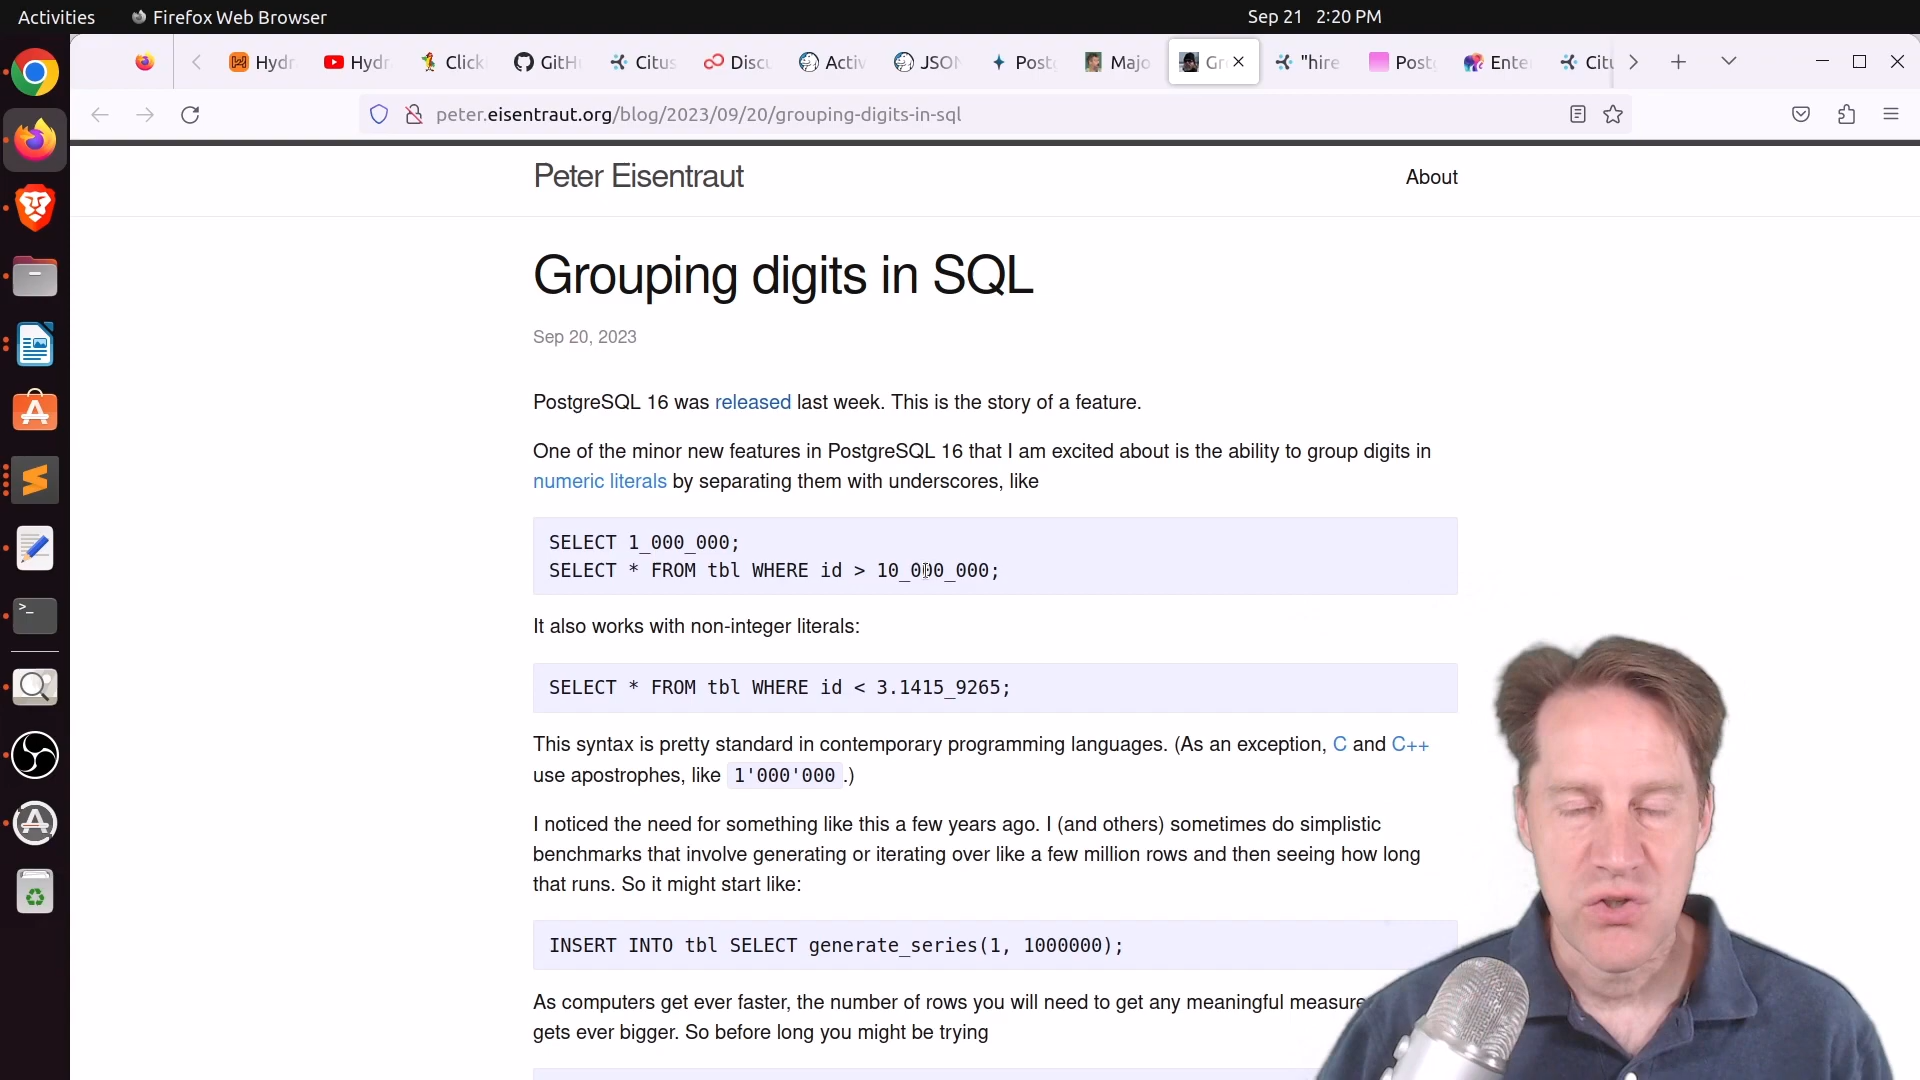 Activities
Firefox Web Browser
Sep 21 2:20 PM
Hydr
Hydr
Click
GitH
Citus
Discu
Activ
JSON
Postg
Majo
Gr
"hire
Post
Ente
Citu
peter.eisentraut.org/blog/2023/09/20/grouping-digits-in-sql
Peter Eisentraut
About
Grouping digits in SQL
Sep 20, 2023
PostgreSQL 16 was released last week. This is the story of a feature.
One of the minor new features in PostgreSQL 16 that I am excited about is the ability to group digits in
numeric literals by separating them with underscores, like
SELECT 1_000_000;
SELECT * FROM tbl WHERE id > 10_000_000;
It also works with non-integer literals:
SELECT * FROM tbl WHERE id < 3.1415_9265;
This syntax is pretty standard in contemporary programming languages. (As an exception, C and C++
use apostrophes, like 1'000'000 .)
I noticed the need for something like this a few years ago. I (and others) sometimes do simplistic
benchmarks that involve generating or iterating over like a few million rows and then seeing how long
that runs. So it might start like:
INSERT INTO tbl SELECT generate_series(1, 1000000);
As computers get ever faster, the number of rows you will need to get any meaningful measure
gets ever bigger. So before long you might be trying